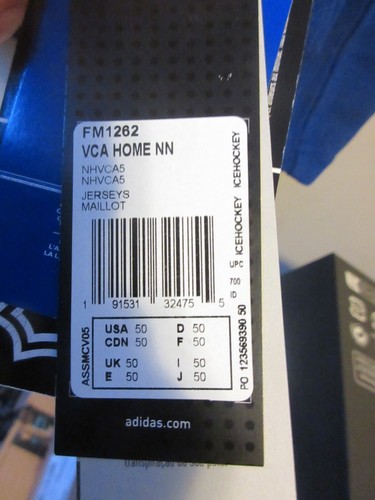 FM1262
VCA HOME NN
NHVCA5
NHVCA5
JERSEYS
MAILLOT
ICEHOCKEY ICEHOCKEY
UPC
700
ID
1 91531 32475 5
ASSMCV05
USA 50 D 50
CDN 50 F 50
UK 50 I 50
E 50 J 50
PO 123569390 50
adidas.com